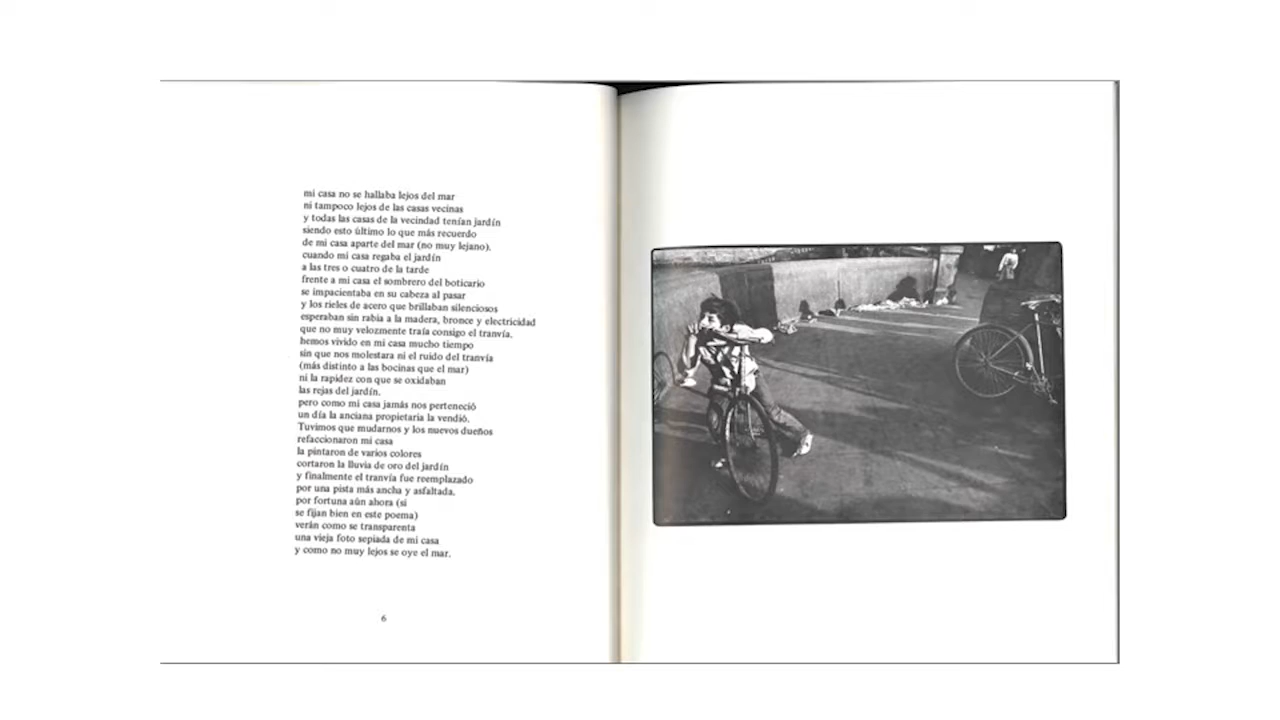 mi casa no se hallaba lejos del mar
ni tampoco lejos de las casas vecinas
y todas las casas de la vecindad tenían jardín
siendo esto último lo que más recuerdo
de mi casa aparte del mar (no muy lejano).
cuando mi casa regaba el jardín
a las tres o cuatro de la tarde
frente a mi casa el sombrero del boticario
se impacientaba en su cabeza al pasar
y los rieles de acero que brillaban silenciosos
esperaban sin rabia a la madera, bronce y electricidad
que no muy velozmente traía consigo el tranvía.
hemos vivido en mi casa mucho tiempo
sin que nos molestara ni el ruido del tranvía
(más distinto a las bocinas que el mar)
ni la rapidez con que se oxidaban
las rejas del jardín.
pero como mi casa jamás nos perteneció
un día la anciana propietaria la vendió.
Tuvimos que mudarnos y los nuevos dueños
refaccionaron mi casa
la pintaron de varios colores
cortaron la lluvia de oro del jardín
y finalmente el tranvía fue reemplazado
por una pista más ancha y asfaltada.
por fortuna aún ahora (si
se fijan bien en este poema)
verán como se transparenta
una vieja foto sepiada de mi casa
y como no muy lejos se oye el mar.
6